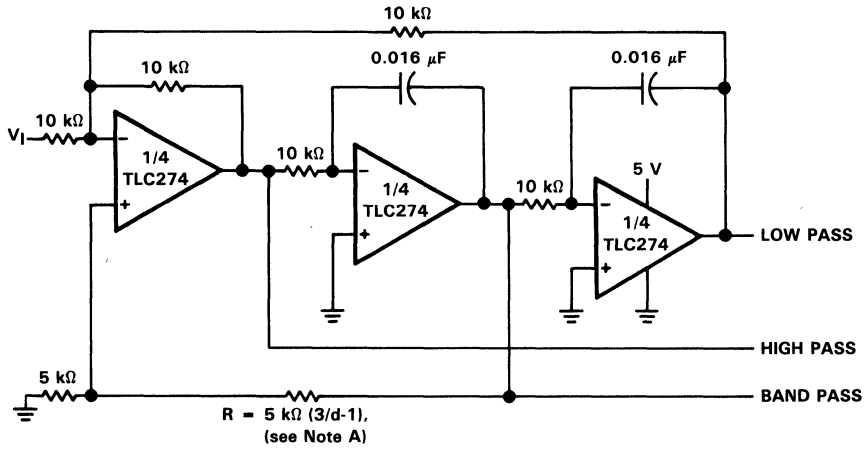 10 kΩ
0.016 μF
0.016 μF
10 kΩ
10 kΩ
VI
1/4
TLC274
10 kΩ
1/4
TLC274
10 kΩ
5 V
1/4
TLC274
LOW PASS
HIGH PASS
5 kΩ
BAND PASS
R = 5 kΩ (3/d-1),
(see Note A)